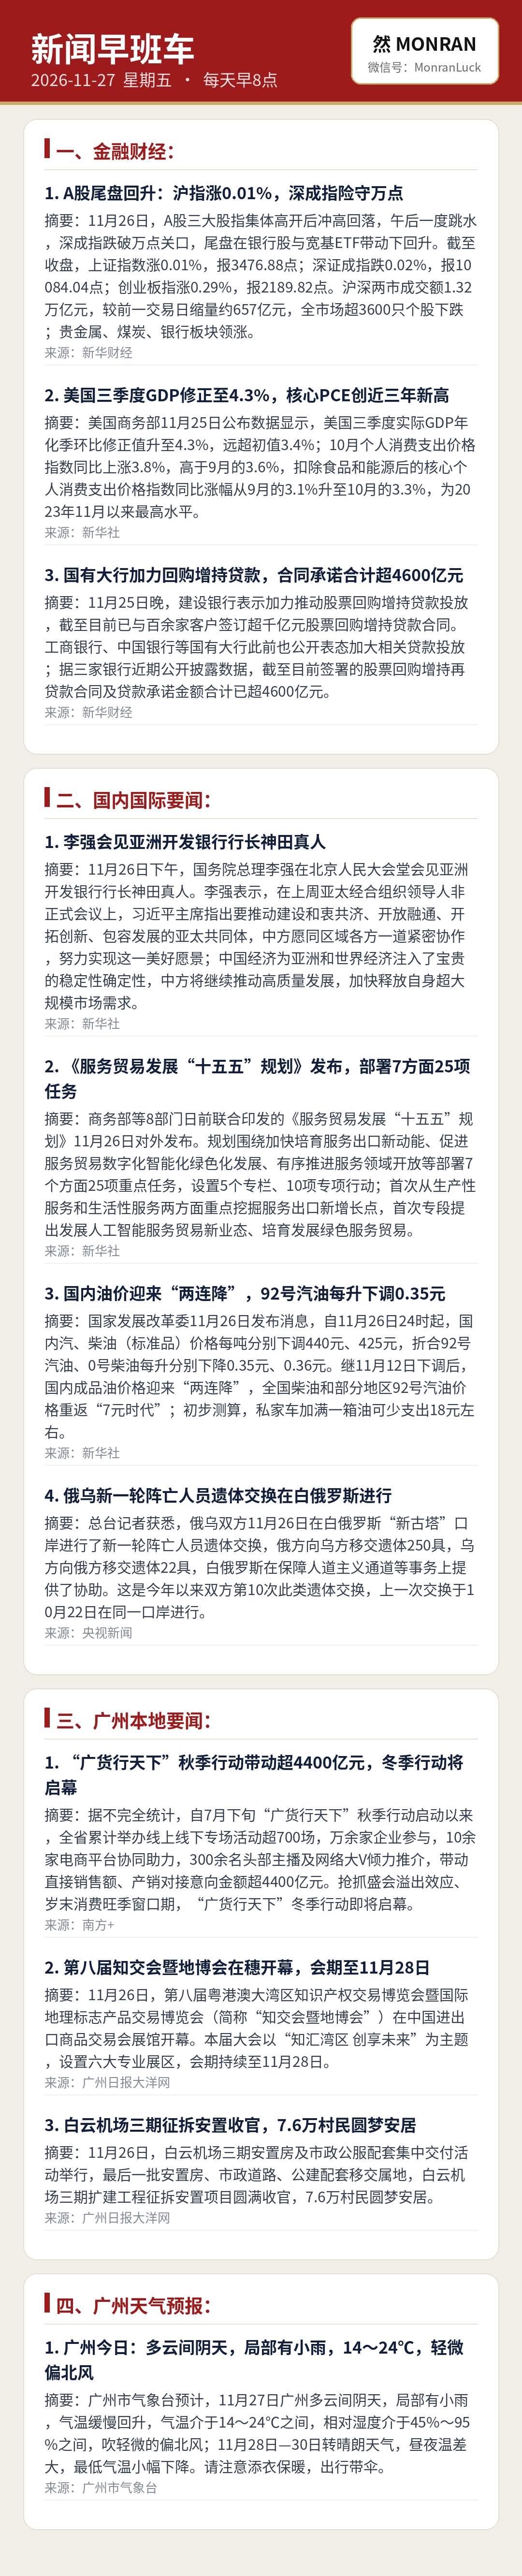 新闻早班车
2026-11-27 星期五 • 每天早8点
然 MONRAN
微信号：MonranLuck
一、金融财经：
1. A股尾盘回升：沪指涨0.01%，深成指险守万点
摘要：11月26日，A股三大股指集体高开后冲高回落，午后一度跳水
，深成指跌破万点关口，尾盘在银行股与宽基ETF带动下回升。截至
收盘，上证指数涨0.01%，报3476.88点；深证成指跌0.02%，报10
084.04点；创业板指涨0.29%，报2189.82点。沪深两市成交额1.32
万亿元，较前一交易日缩量约657亿元，全市场超3600只个股下跌
；贵金属、煤炭、银行板块领涨。
来源：新华财经
2. 美国三季度GDP修正至4.3%，核心PCE创近三年新高
摘要：美国商务部11月25日公布数据显示，美国三季度实际GDP年
化季环比修正值升至4.3%，远超初值3.4%；10月个人消费支出价格
指数同比上涨3.8%，高于9月的3.6%，扣除食品和能源后的核心个
人消费支出价格指数同比涨幅从9月的3.1%升至10月的3.3%，为20
23年11月以来最高水平。
来源：新华社
3. 国有大行加力回购增持贷款，合同承诺合计超4600亿元
摘要：11月25日晚，建设银行表示加力推动股票回购增持贷款投放
，截至目前已与百余家客户签订超千亿元股票回购增持贷款合同。
工商银行、中国银行等国有大行此前也公开表态加大相关贷款投放
；据三家银行近期公开披露数据，截至目前签署的股票回购增持再
贷款合同及贷款承诺金额合计已超4600亿元。
来源：新华财经
二、国内国际要闻：
1. 李强会见亚洲开发银行行长神田真人
摘要：11月26日下午，国务院总理李强在北京人民大会堂会见亚洲
开发银行行长神田真人。李强表示，在上周亚太经合组织领导人非
正式会议上，习近平主席指出要推动建设和衷共济、开放融通、开
拓创新、包容发展的亚太共同体，中方愿同区域各方一道紧密协作
，努力实现这一美好愿景；中国经济为亚洲和世界经济注入了宝贵
的稳定性确定性，中方将继续推动高质量发展，加快释放自身超大
规模市场需求。
来源：新华社
2. 《服务贸易发展“十五五”规划》发布，部署7方面25项
任务
摘要：商务部等8部门日前联合印发的《服务贸易发展“十五五”规
划》11月26日对外发布。规划围绕加快培育服务出口新动能、促进
服务贸易数字化智能化绿色化发展、有序推进服务领域开放等部署7
个方面25项重点任务，设置5个专栏、10项专项行动；首次从生产性
服务和生活性服务两方面重点挖掘服务出口新增长点，首次专段提
出发展人工智能服务贸易新业态、培育发展绿色服务贸易。
来源：新华社
3. 国内油价迎来“两连降”，92号汽油每升下调0.35元
摘要：国家发展改革委11月26日发布消息，自11月26日24时起，国
内汽、柴油（标准品）价格每吨分别下调440元、425元，折合92号
汽油、0号柴油每升分别下降0.35元、0.36元。继11月12日下调后，
国内成品油价格迎来“两连降”，全国柴油和部分地区92号汽油价
格重返“7元时代”；初步测算，私家车加满一箱油可少支出18元左
右。
来源：新华社
4. 俄乌新一轮阵亡人员遗体交换在白俄罗斯进行
摘要：总台记者获悉，俄乌双方11月26日在白俄罗斯“新古塔”口
岸进行了新一轮阵亡人员遗体交换，俄方向乌方移交遗体250具，乌
方向俄方移交遗体22具，白俄罗斯在保障人道主义通道等事务上提
供了协助。这是今年以来双方第10次此类遗体交换，上一次交换于1
0月22日在同一口岸进行。
来源：央视新闻
三、广州本地要闻：
1. “广货行天下”秋季行动带动超4400亿元，冬季行动将
启幕
摘要：据不完全统计，自7月下旬“广货行天下”秋季行动启动以来
，全省累计举办线上线下专场活动超700场，万余家企业参与，10余
家电商平台协同助力，300余名头部主播及网络大V倾力推介，带动
直接销售额、产销对接意向金额超4400亿元。抢抓盛会溢出效应、
岁末消费旺季窗口期，“广货行天下”冬季行动即将启幕。
来源：南方+
2. 第八届知交会暨地博会在穗开幕，会期至11月28日
摘要：11月26日，第八届粤港澳大湾区知识产权交易博览会暨国际
地理标志产品交易博览会（简称“知交会暨地博会”）在中国进出
口商品交易会展馆开幕。本届大会以“知汇湾区 创享未来”为主题
，设置六大专业展区，会期持续至11月28日。
来源：广州日报大洋网
3. 白云机场三期征拆安置收官，7.6万村民圆梦安居
摘要：11月26日，白云机场三期安置房及市政公服配套集中交付活
动举行，最后一批安置房、市政道路、公建配套移交属地，白云机
场三期扩建工程征拆安置项目圆满收官，7.6万村民圆梦安居。
来源：广州日报大洋网
四、广州天气预报：
1. 广州今日：多云间阴天，局部有小雨，14～24℃，轻微
偏北风
摘要：广州市气象台预计，11月27日广州多云间阴天，局部有小雨
，气温缓慢回升，气温介于14～24℃之间，相对湿度介于45%～95
%之间，吹轻微的偏北风；11月28日—30日转晴朗天气，昼夜温差
大，最低气温小幅下降。请注意添衣保暖，出行带伞。
来源：广州市气象台